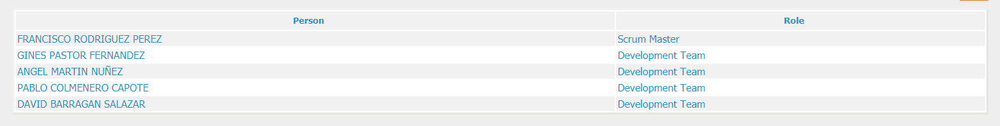 Person Role
FRANCISCO RODRIGUEZ PEREZ Scrum Master
GINES PASTOR FERNANDEZ Development Team
ANGEL MARTIN NUÑEZ Development Team
PABLO COLMENERO CAPOTE Development Team
DAVID BARRAGAN SALAZAR Development Team